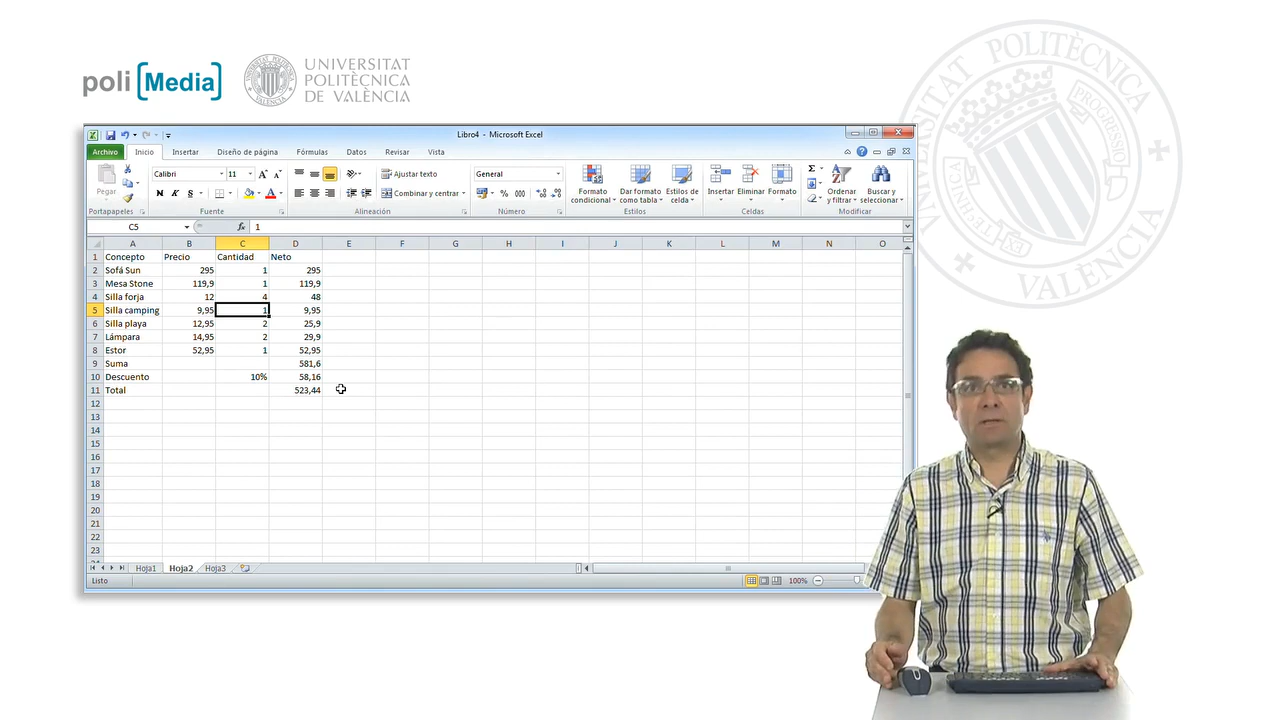 poli [Media]
UNIVERSITAT
POLITÈCNICA
DE VALÈNCIA
UNIVERSITAT POLITÈCNICA
VALÈNCIA
Libro4 - Microsoft Excel
Archivo Inicio Insertar Diseño de página Fórmulas Datos Revisar Vista
Pegar
Calibri 11
N K S
Ajustar texto
Combinar y centrar
General
% 000
Formato condicional
Dar formato como tabla
Estilos de celda
Insertar Eliminar Formato
Ordenar y filtrar
Buscar y seleccionar
Portapapeles Fuente Alineación Número Estilos Celdas Modificar
C5 fx 1
A B C D E F G H I J K L M N O
1 Concepto Precio Cantidad Neto
2 Sofá Sun 295 1 295
3 Mesa Stone 119,9 1 119,9
4 Silla forja 12 4 48
5 Silla camping 9,95 1 9,95
6 Silla playa 12,95 2 25,9
7 Lámpara 14,95 2 29,9
8 Estor 52,95 1 52,95
9 Suma 581,6
10 Descuento 10% 58,16
11 Total 523,44
12
13
14
15
16
17
18
19
20
21
22
23
Hoja1 Hoja2 Hoja3
Listo 100%